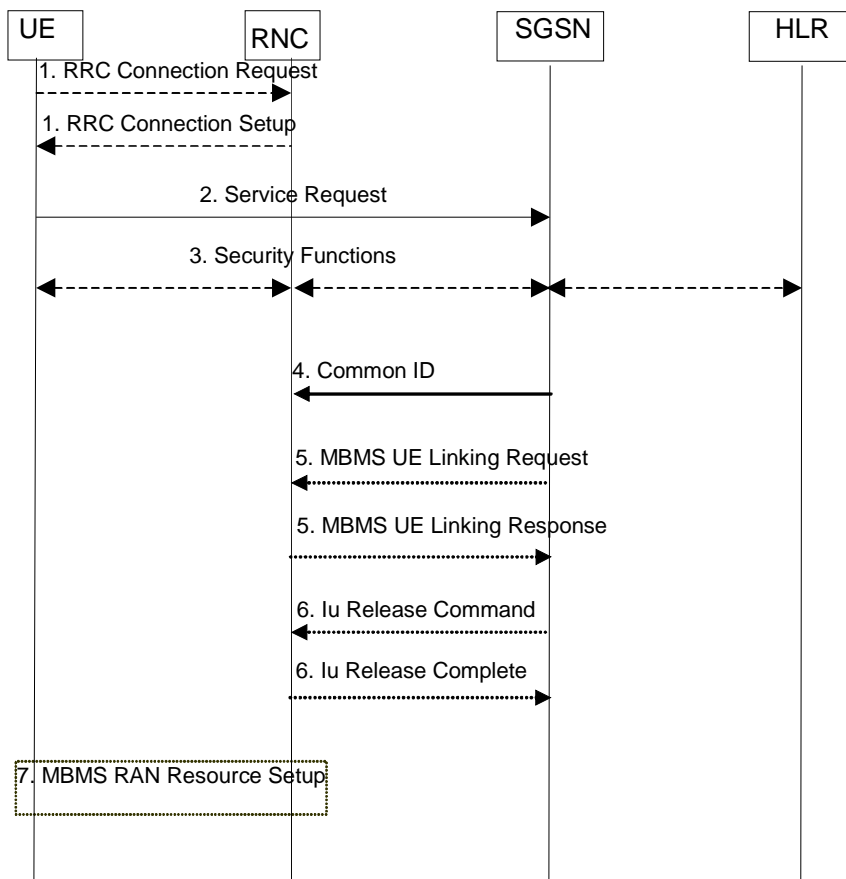 UE
RNC
SGSN
HLR
1. RRC Connection Request
1. RRC Connection Setup
2. Service Request
3. Security Functions
4. Common ID
5. MBMS UE Linking Request
5. MBMS UE Linking Response
6. Iu Release Command
6. Iu Release Complete
7. MBMS RAN Resource Setup